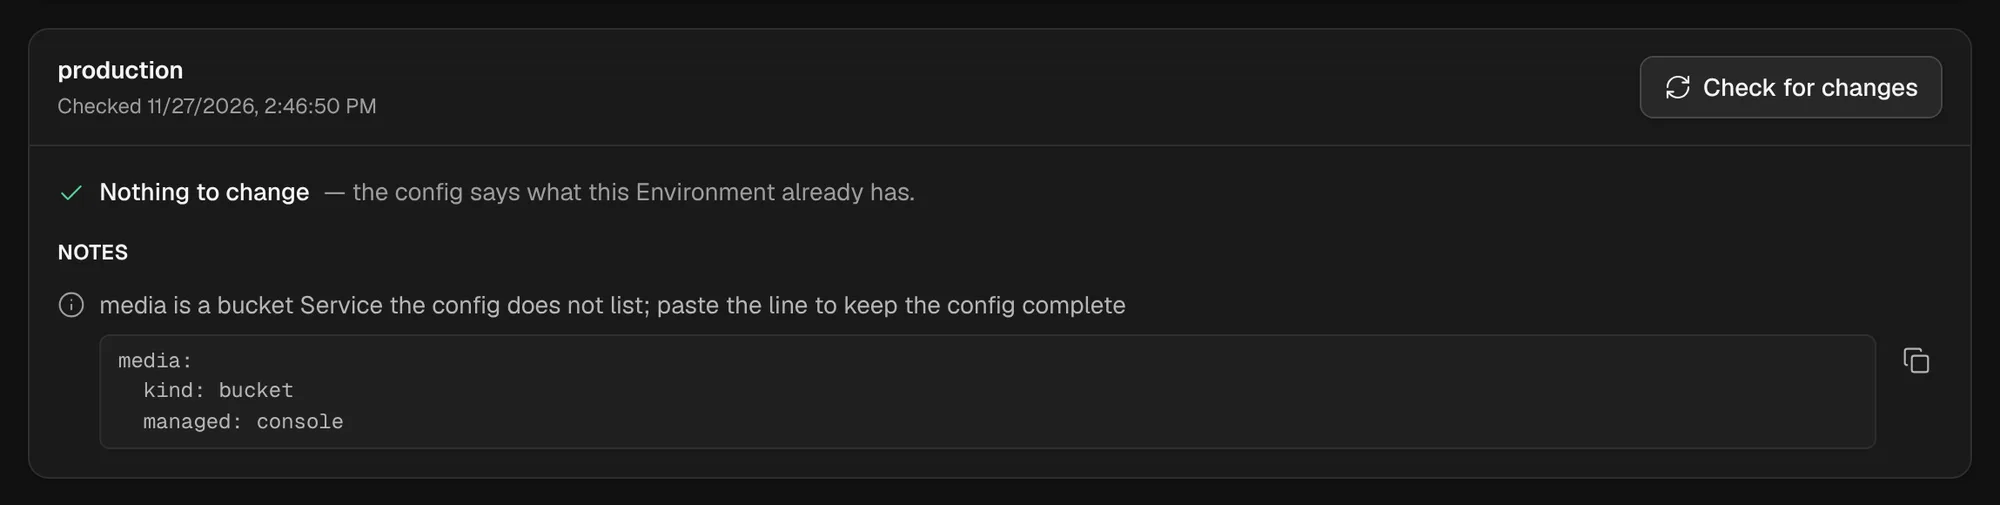 production
Checked 11/27/2026, 2:46:50 PM
Check for changes
Nothing to change — the config says what this Environment already has.
NOTES
media is a bucket Service the config does not list; paste the line to keep the config complete
media:
  kind: bucket
  managed: console